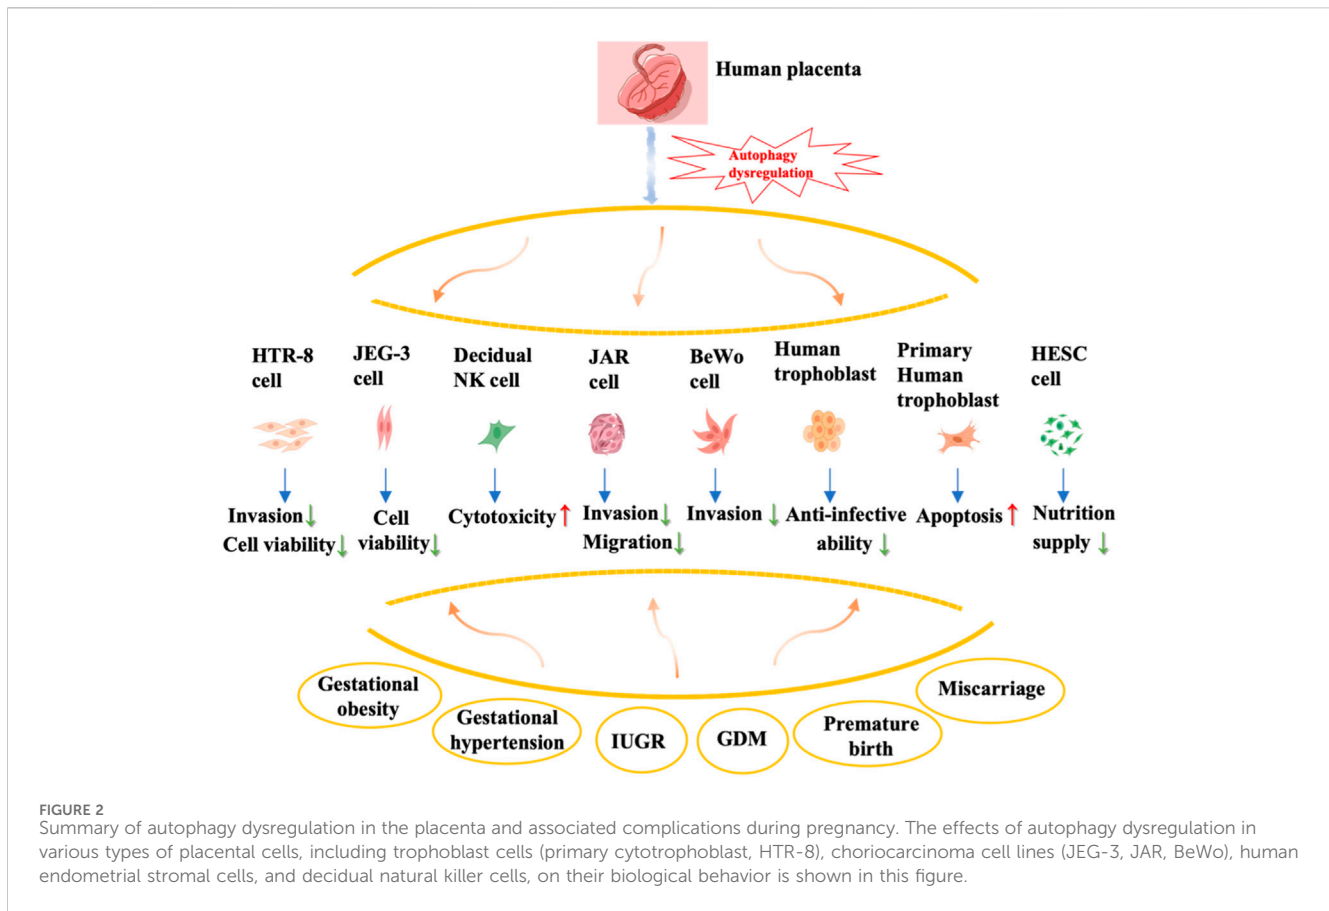 Human placenta
Autophagy
dysregulation
HTR-8
cell
JEG-3
cell
Decidual
NK cell
JAR
cell
BeWo
cell
Human
trophoblast
Primary
Human
trophoblast
HESC
cell
Invasion↓
Cell viability↓
Cell
viability↓
Cytotoxicity↑
Invasion↓
Migration↓
Invasion ↓
Anti-infective
ability ↓
Apoptosis ↑
Nutrition
supply ↓
Gestational
obesity
Gestational
hypertension
IUGR
GDM
Premature
birth
Miscarriage
FIGURE 2
Summary of autophagy dysregulation in the placenta and associated complications during pregnancy. The effects of autophagy dysregulation in
various types of placental cells, including trophoblast cells (primary cytotrophoblast, HTR-8), choriocarcinoma cell lines (JEG-3, JAR, BeWo), human
endometrial stromal cells, and decidual natural killer cells, on their biological behavior is shown in this figure.